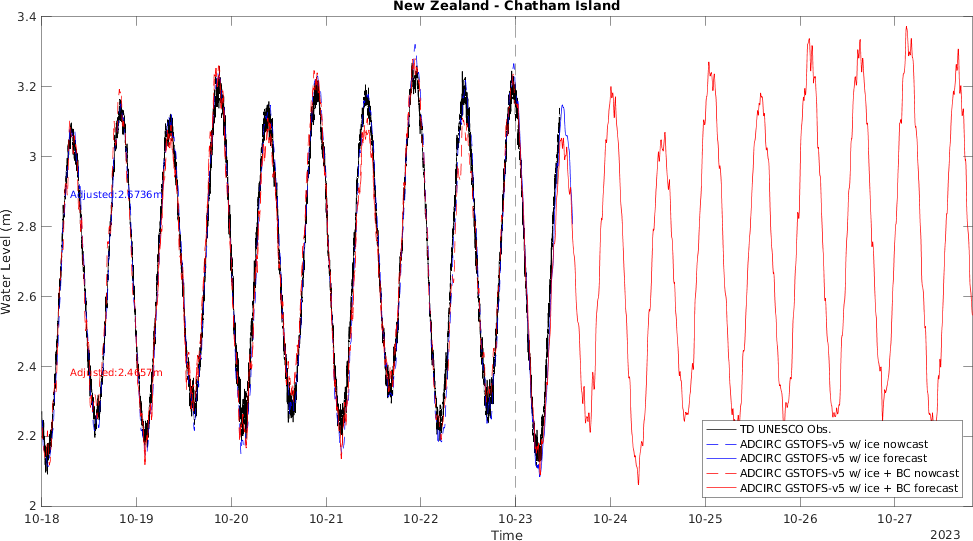 New Zealand - Chatham Island
Water Level (m)
3.4
3.2
3
2.8
2.6
2.4
2.2
2
Adjusted:2.6736m
Adjusted:2.4657m
TD UNESCO Obs.
ADCIRC GSTOFS-v5 w/ ice nowcast
ADCIRC GSTOFS-v5 w/ ice forecast
ADCIRC GSTOFS-v5 w/ ice + BC nowcast
ADCIRC GSTOFS-v5 w/ ice + BC forecast
10-18 10-19 10-20 10-21 10-22 10-23 10-24 10-25 10-26 10-27
Time
2023